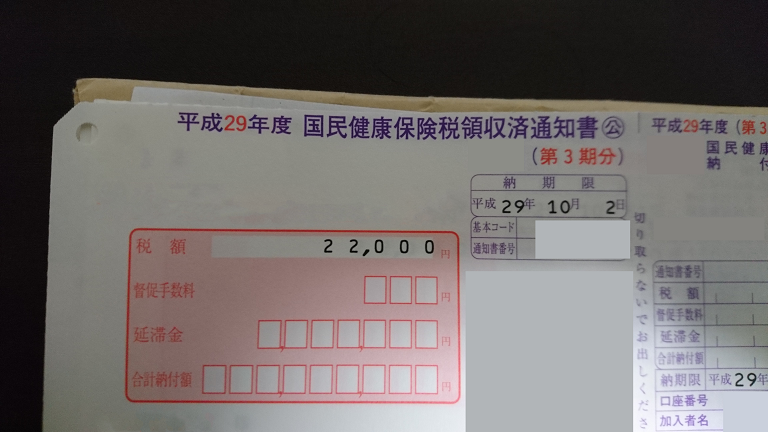 平成29年度 国民健康保険税領収済通知書 ㊂
(第3期分)
納期限
平成 29年 10月 2日
基本コード
通知書番号
税額 22,000 円
督促手数料 円
延滞金 円
合計納付額 円
切り取らないでお出しくださ
平成29年度 (第3
国民健康
納 付
通知書番号
税額
督促手数料
延滞金
合計納付額
納期限 平成29年
口座番号
加入者名